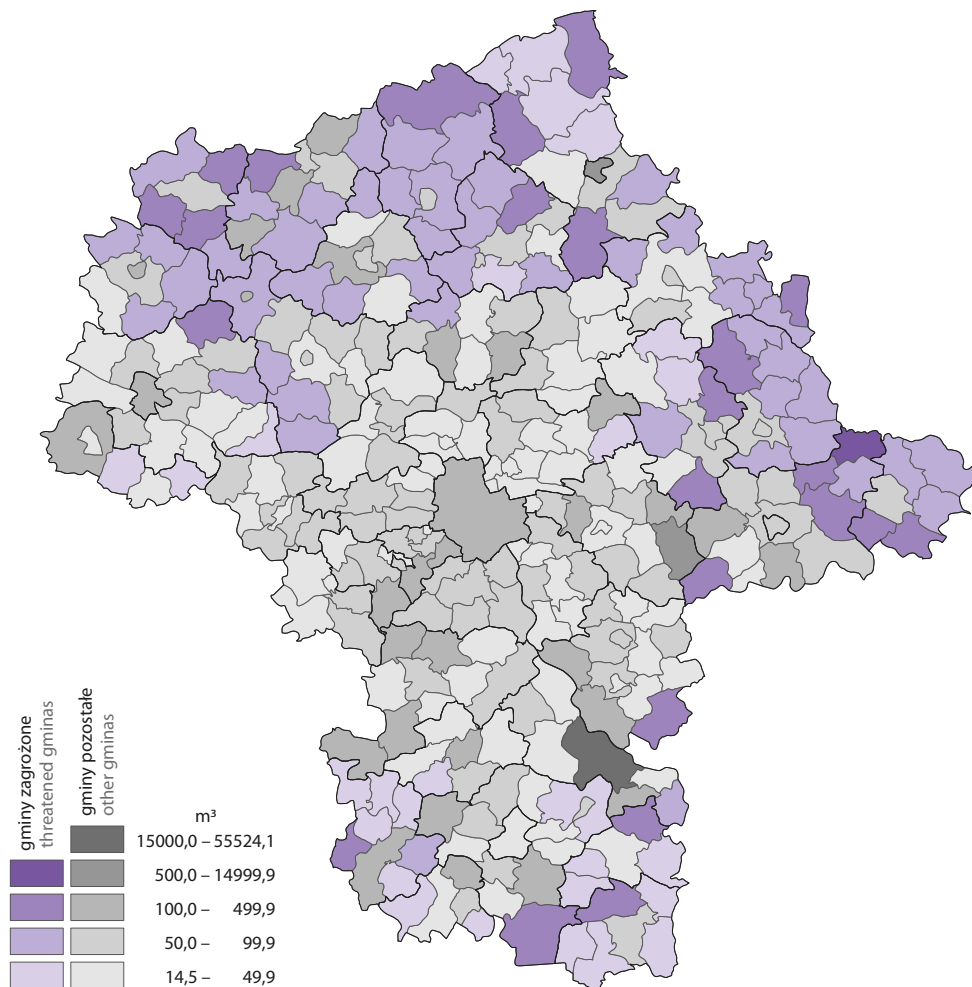 gminy zagrożone
threatened gminas
gminy pozostałe
other gminas
m³
15000,0 – 55524,1
500,0 – 14999,9
100,0 – 499,9
50,0 – 99,9
14,5 – 49,9